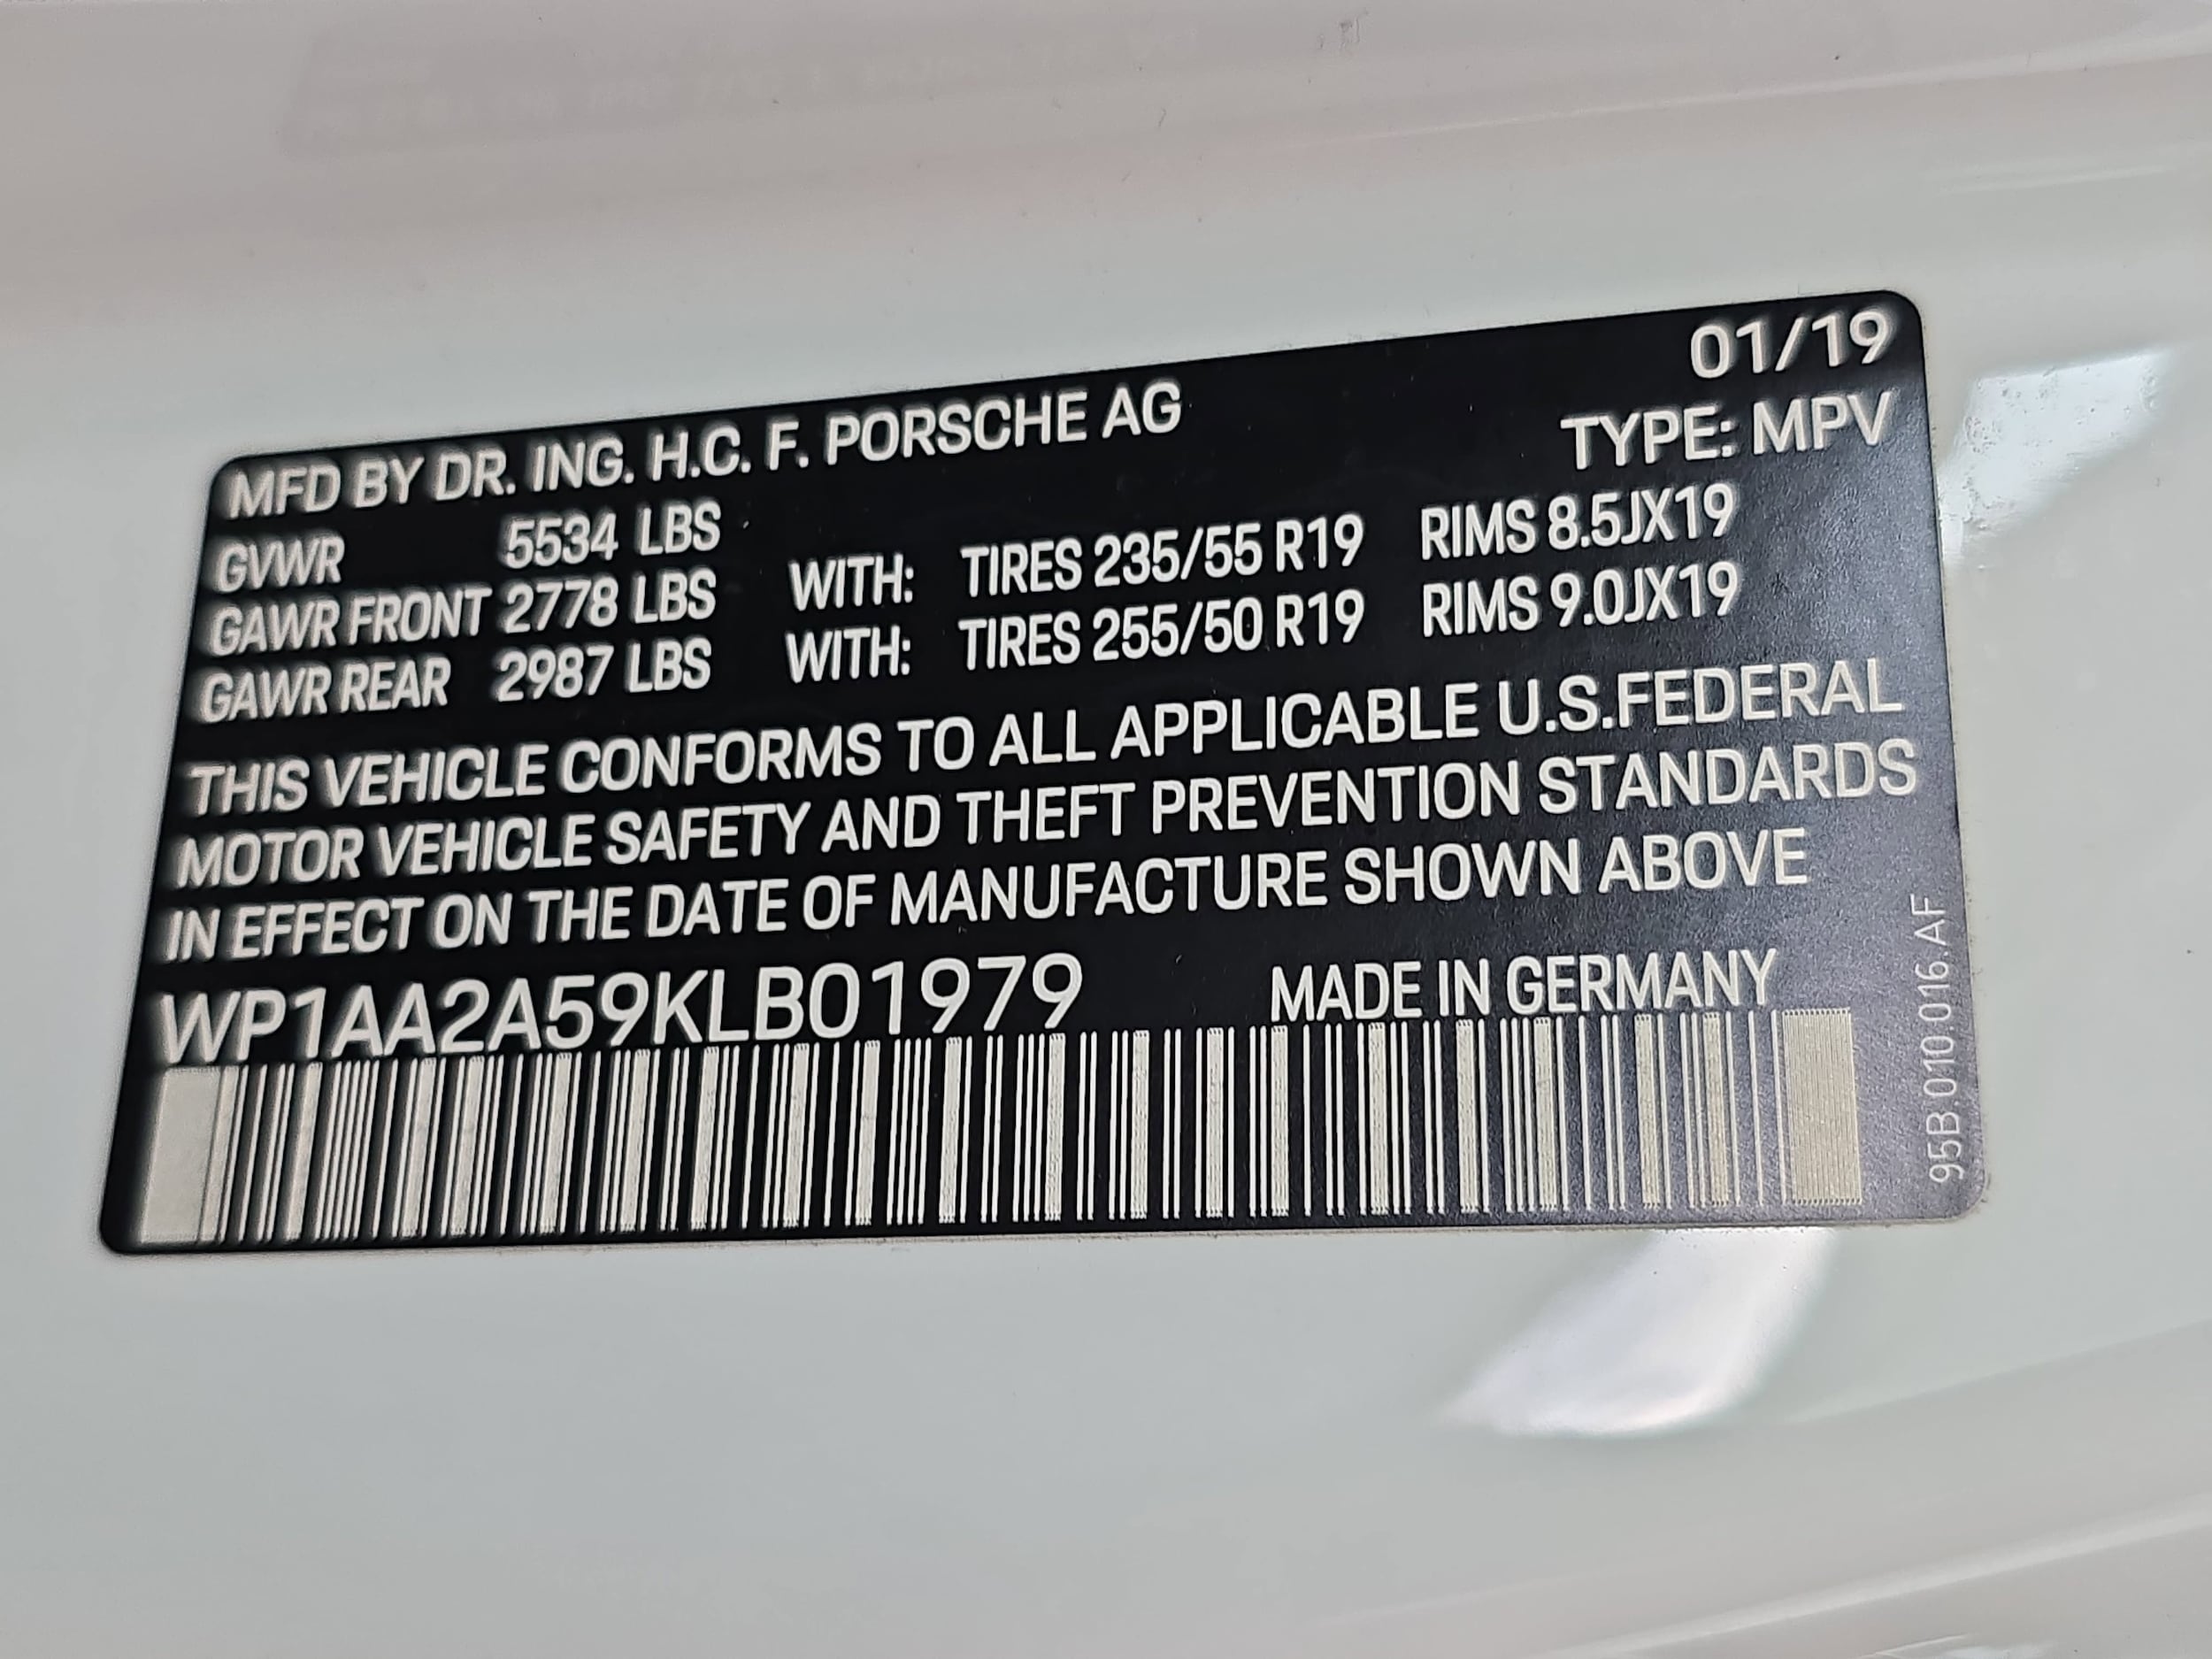 01/19
MFD BY DR. ING. H.C. F. PORSCHE AG TYPE: MPV
GVWR 5534 LBS
GAWR FRONT 2778 LBS WITH: TIRES 235/55 R19 RIMS 8.5JX19
GAWR REAR 2987 LBS WITH: TIRES 255/50 R19 RIMS 9.0JX19
THIS VEHICLE CONFORMS TO ALL APPLICABLE U.S.FEDERAL
MOTOR VEHICLE SAFETY AND THEFT PREVENTION STANDARDS
IN EFFECT ON THE DATE OF MANUFACTURE SHOWN ABOVE
WP1AA2A59KLB01979 MADE IN GERMANY
95B.010.016.AF